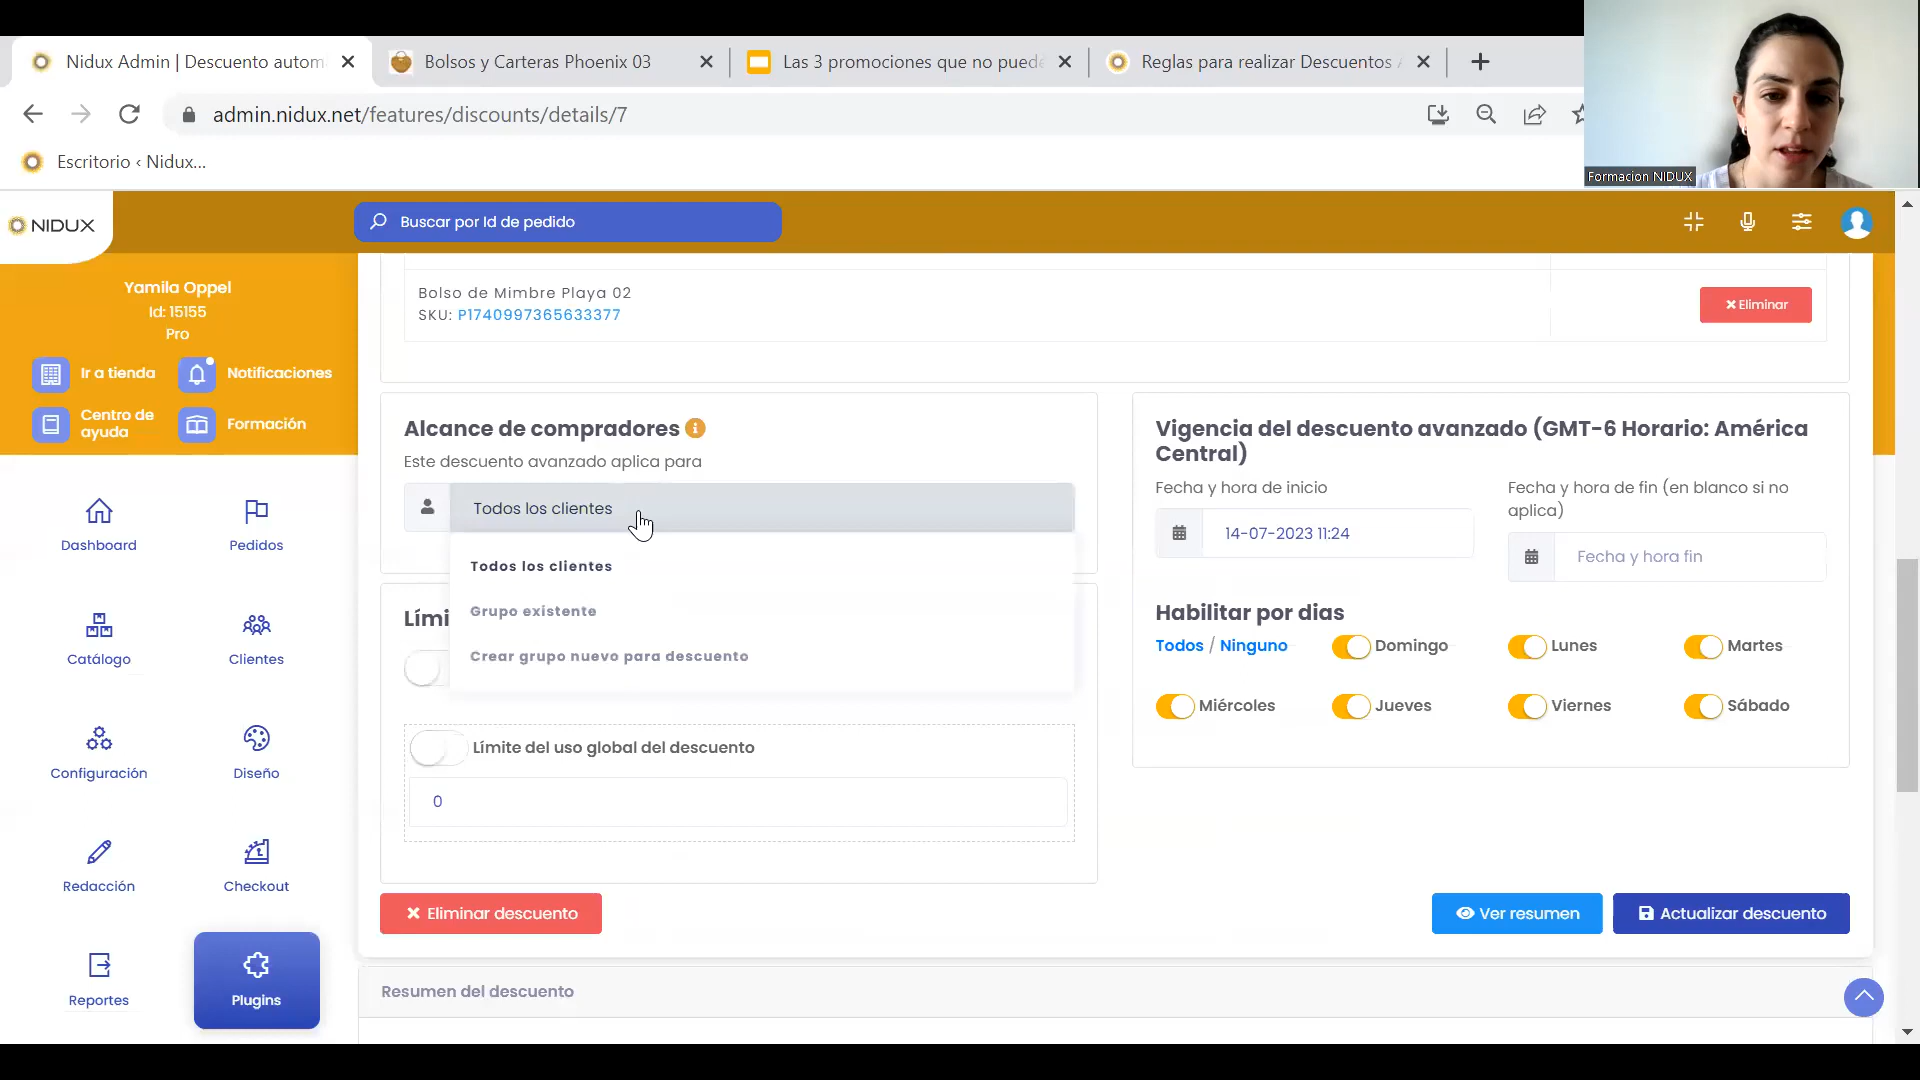 Nidux Admin | Descuento autom
Bolsos y Carteras Phoenix 03
Las 3 promociones que no puede
Reglas para realizar Descuentos A
admin.nidux.net/features/discounts/details/7
Escritorio ‹ Nidux...
Formacion NIDUX
NIDUX
Buscar por Id de pedido
Yamila Oppel
Id: 15155
Pro
Ir a tienda
Notificaciones
Centro de
ayuda
Formación
Dashboard
Pedidos
Catálogo
Clientes
Configuración
Diseño
Redacción
Checkout
Reportes
Plugins
Bolso de Mimbre Playa 02
SKU: P1740997365633377
Eliminar
Alcance de compradores
Este descuento avanzado aplica para
Todos los clientes
Todos los clientes
Grupo existente
Crear grupo nuevo para descuento
Lími
Límite del uso global del descuento
0
Vigencia del descuento avanzado (GMT-6 Horario: América
Central)
Fecha y hora de inicio
14-07-2023 11:24
Fecha y hora de fin (en blanco si no
aplica)
Fecha y hora fin
Habilitar por dias
Todos / Ninguno
Domingo
Lunes
Martes
Miércoles
Jueves
Viernes
Sábado
Eliminar descuento
Ver resumen
Actualizar descuento
Resumen del descuento